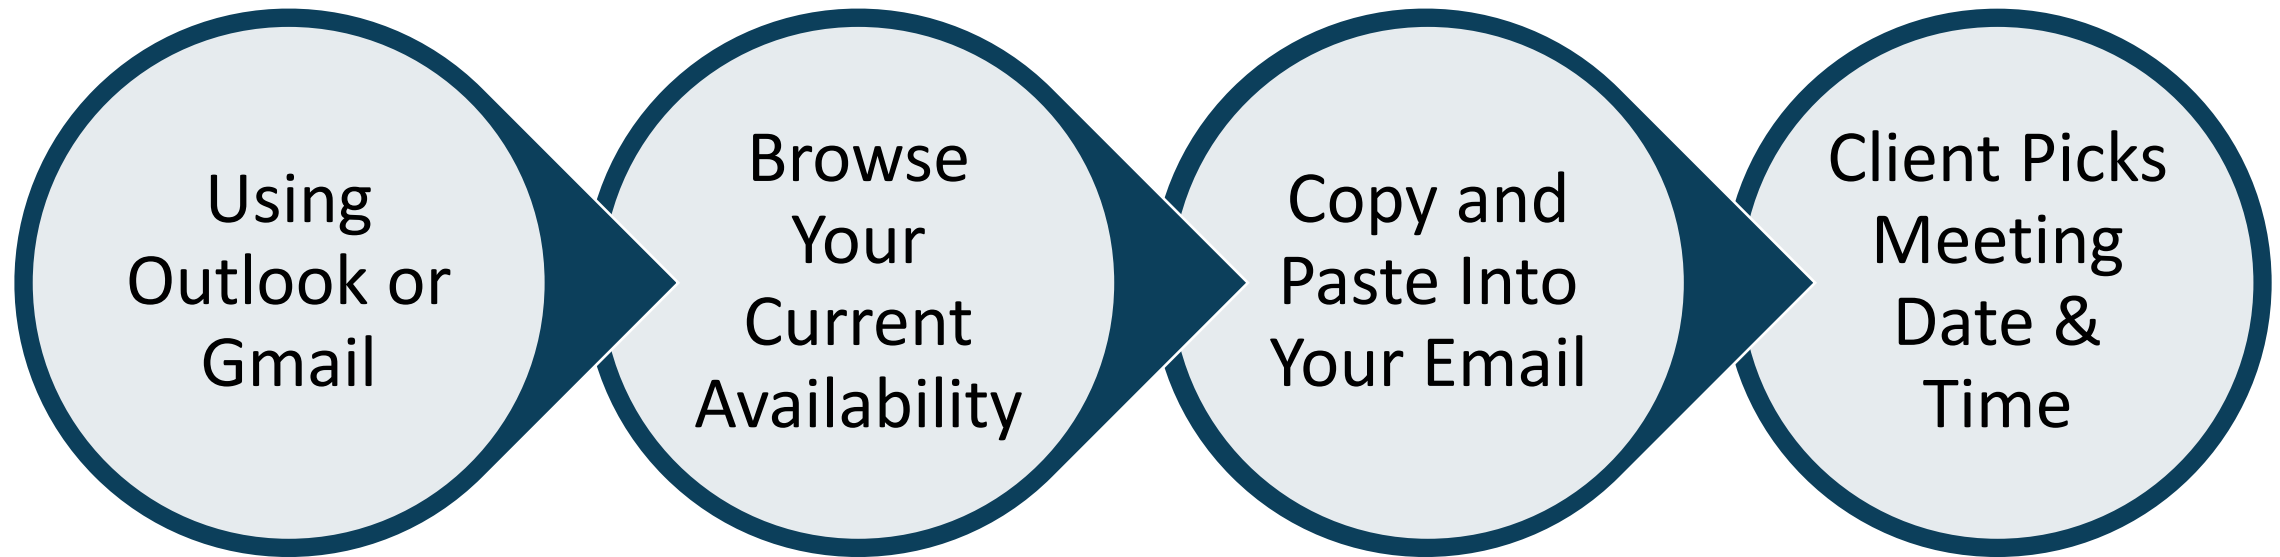 Using
Outlook or
Gmail
Browse
Your
Current
Availability
Copy and
Paste Into
Your Email
Client Picks
Meeting
Date &
Time